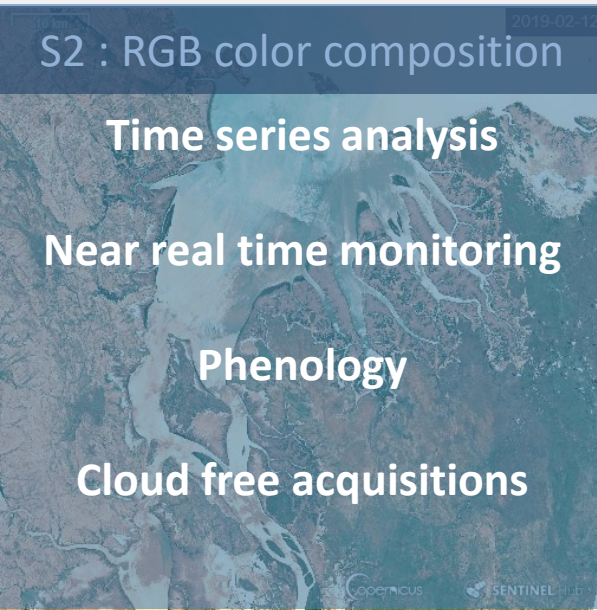 2019-02-12
S2 : RGB color composition
Time series analysis
Near real time monitoring
Phenology
Cloud free acquisitions
opernicus
SENTINEL Hub